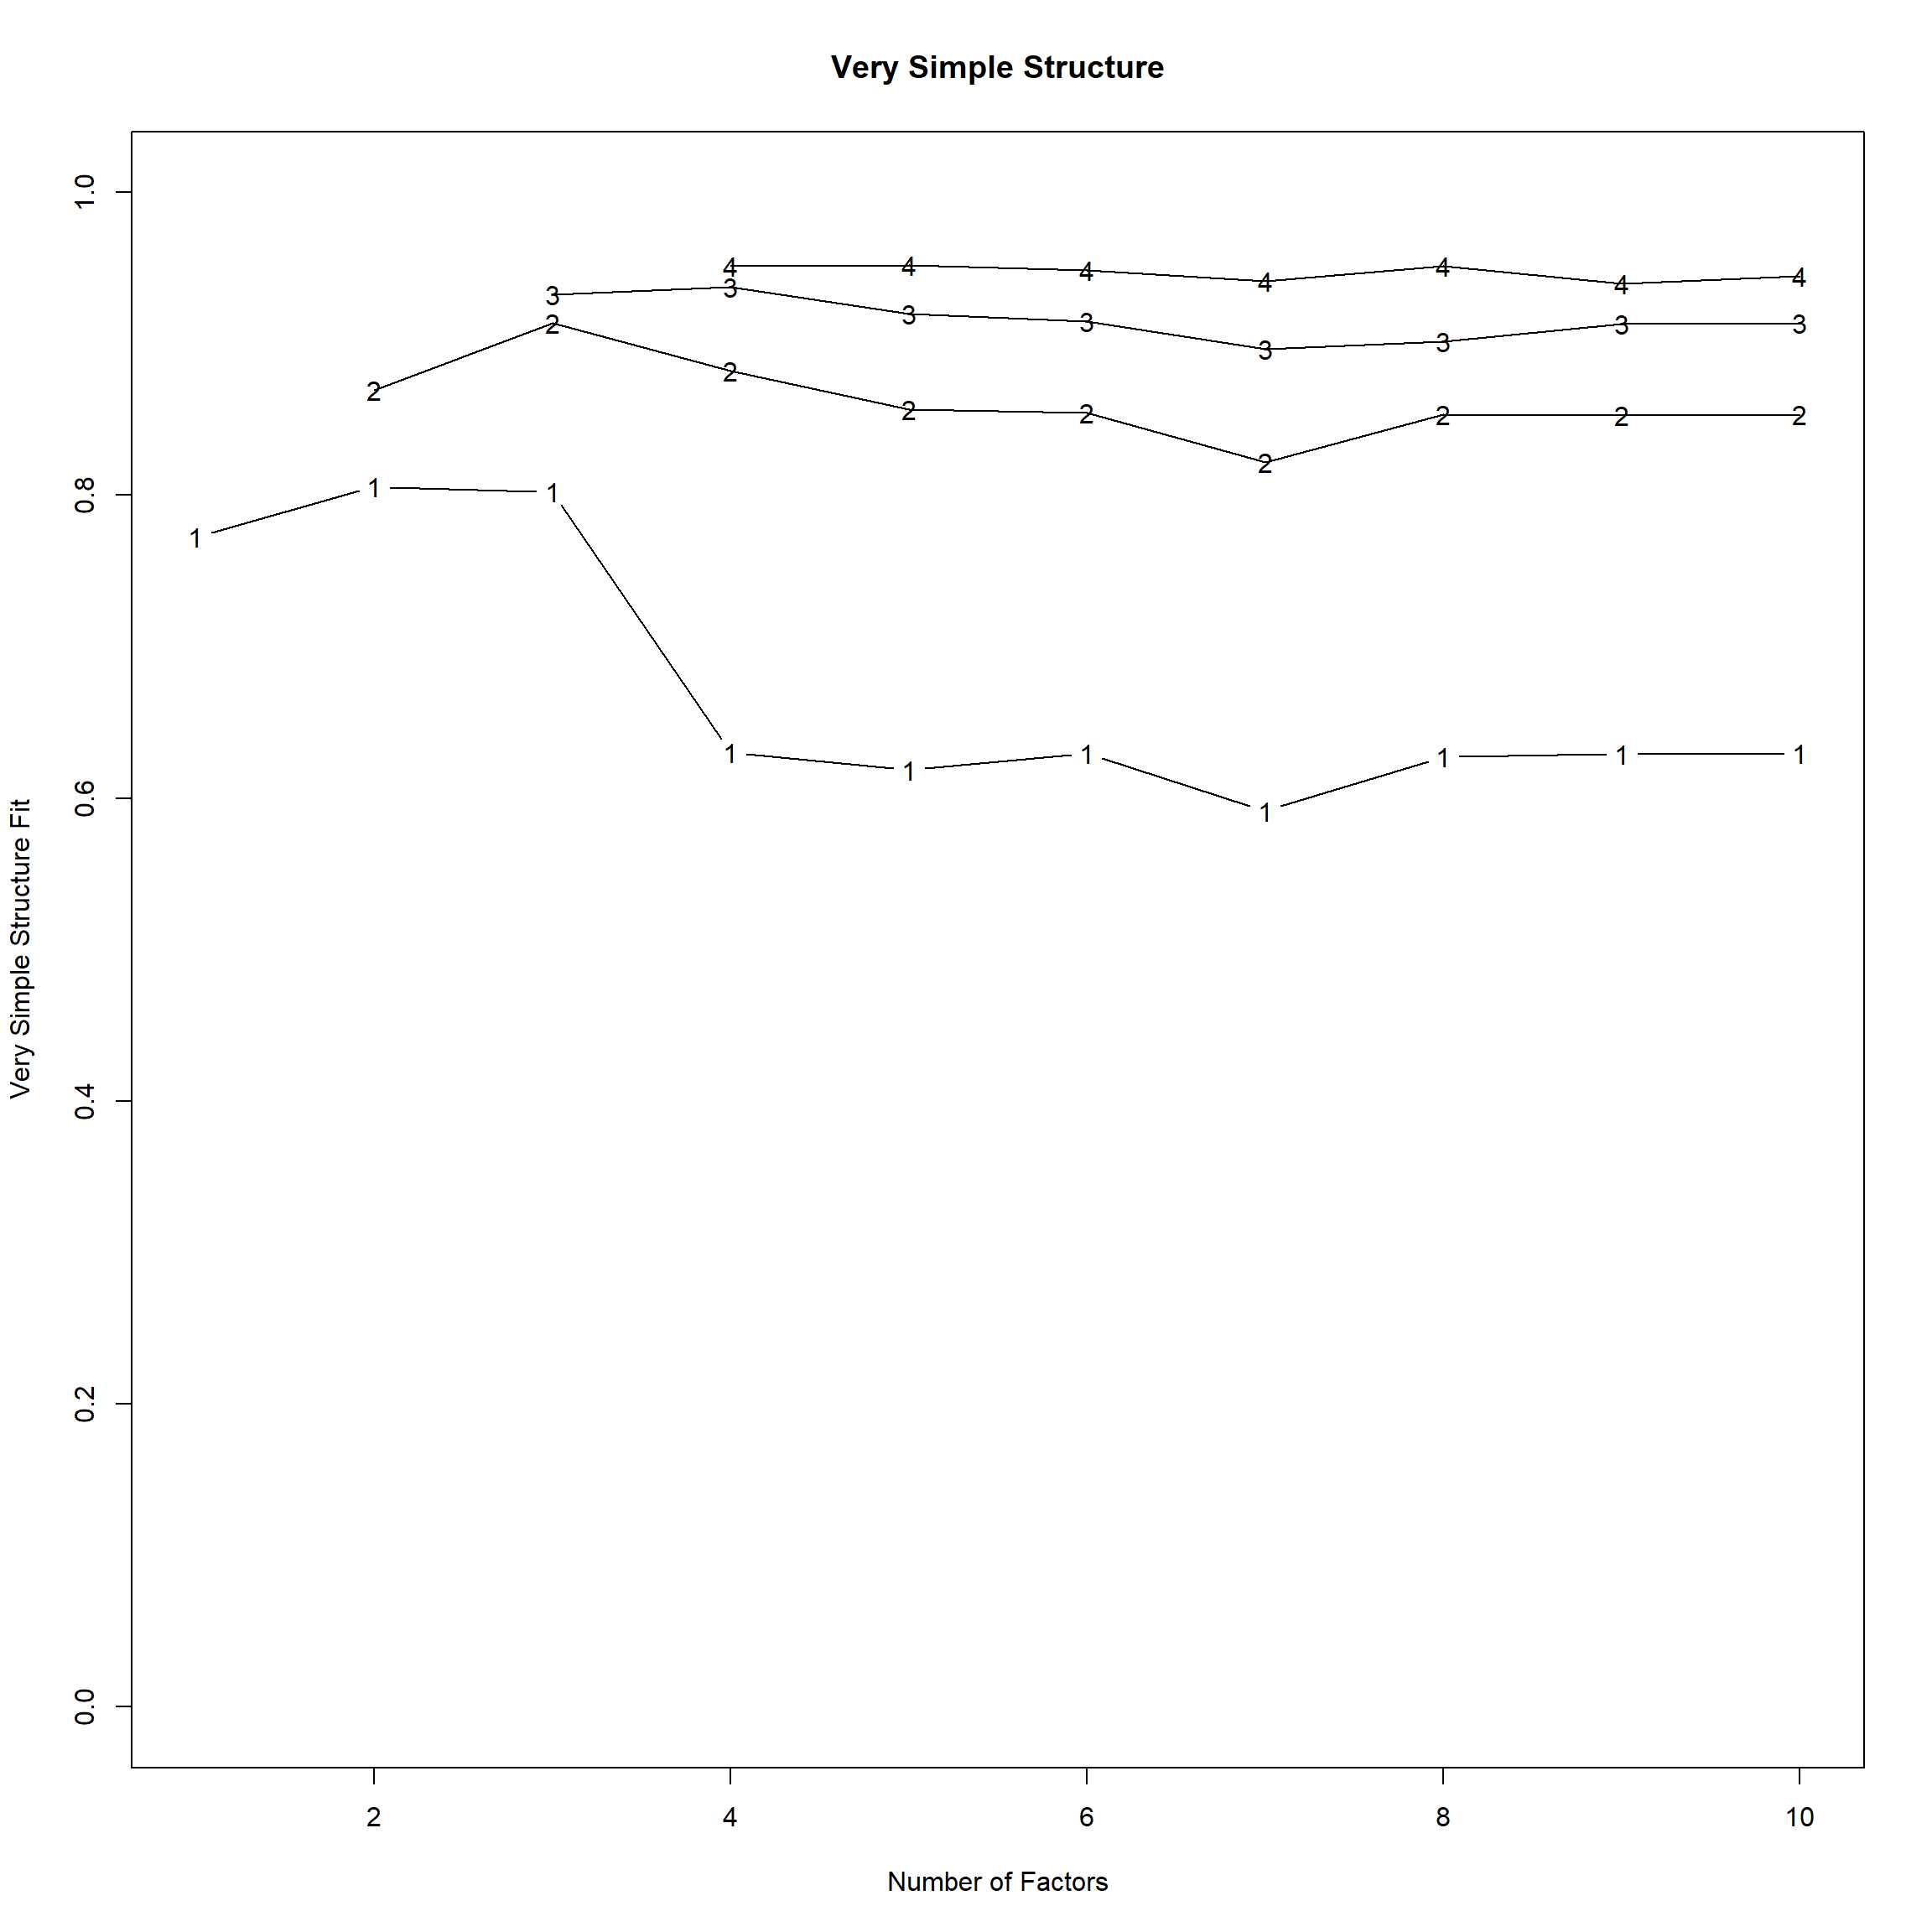 Very Simple Structure
Very Simple Structure Fit
1.0
0.8
0.6
0.4
0.2
0.0
4 4 4 4 4 4 4
3 3 3 3 3 3 3 3
2 2 2 2 2 2 2 2 2
1 1 1 1 1 1 1 1 1 1
2 4 6 8 10
Number of Factors